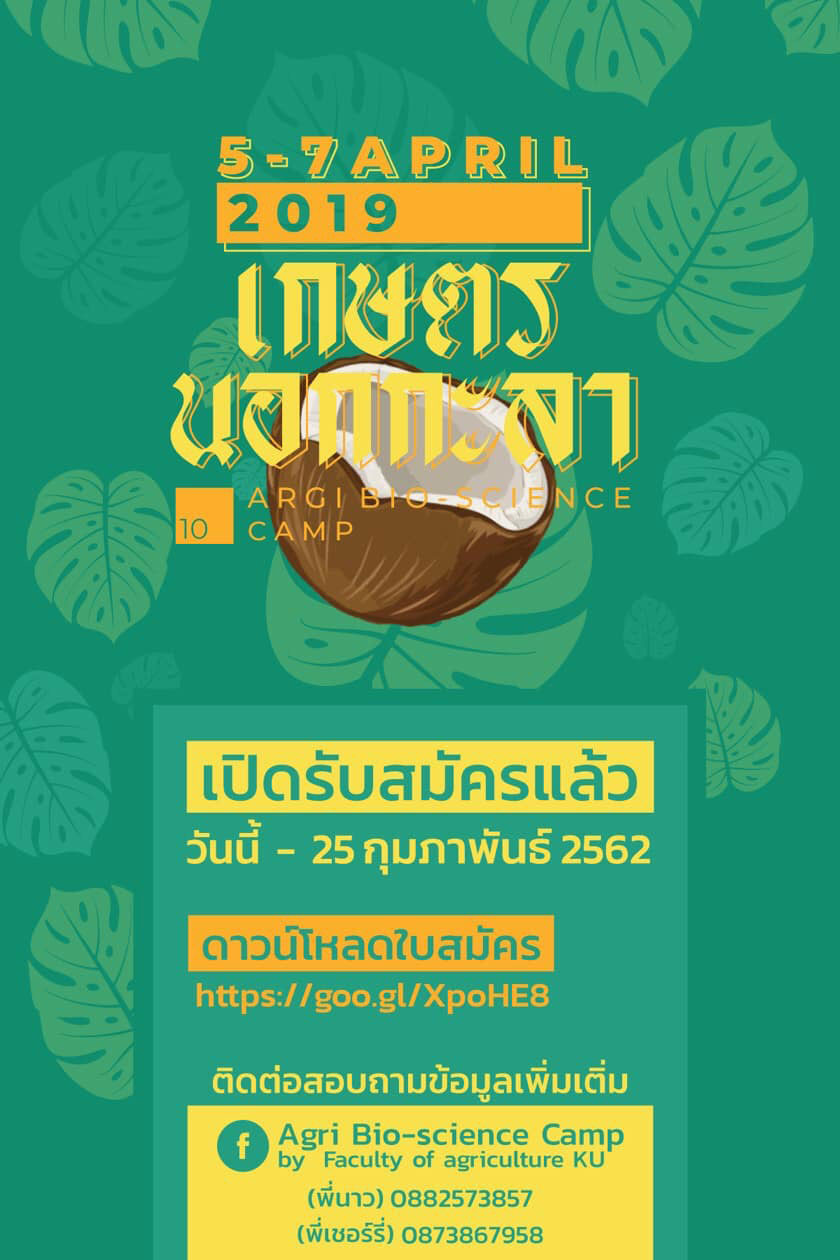 5-7 APRIL
2019
เกษตร
นอกกะลา
10
ARGI BIO-SCIENCE
CAMP
เปิดรับสมัครแล้ว
วันนี้ - 25 กุมภาพันธ์ 2562
ดาวน์โหลดใบสมัคร
https://goo.gl/XpoHE8
ติดต่อสอบถามข้อมูลเพิ่มเติ่ม
f
Agri Bio-science Camp
by Faculty of agriculture KU
(พี่นาว) 0882573857
(พี่เชอร์รี่) 0873867958